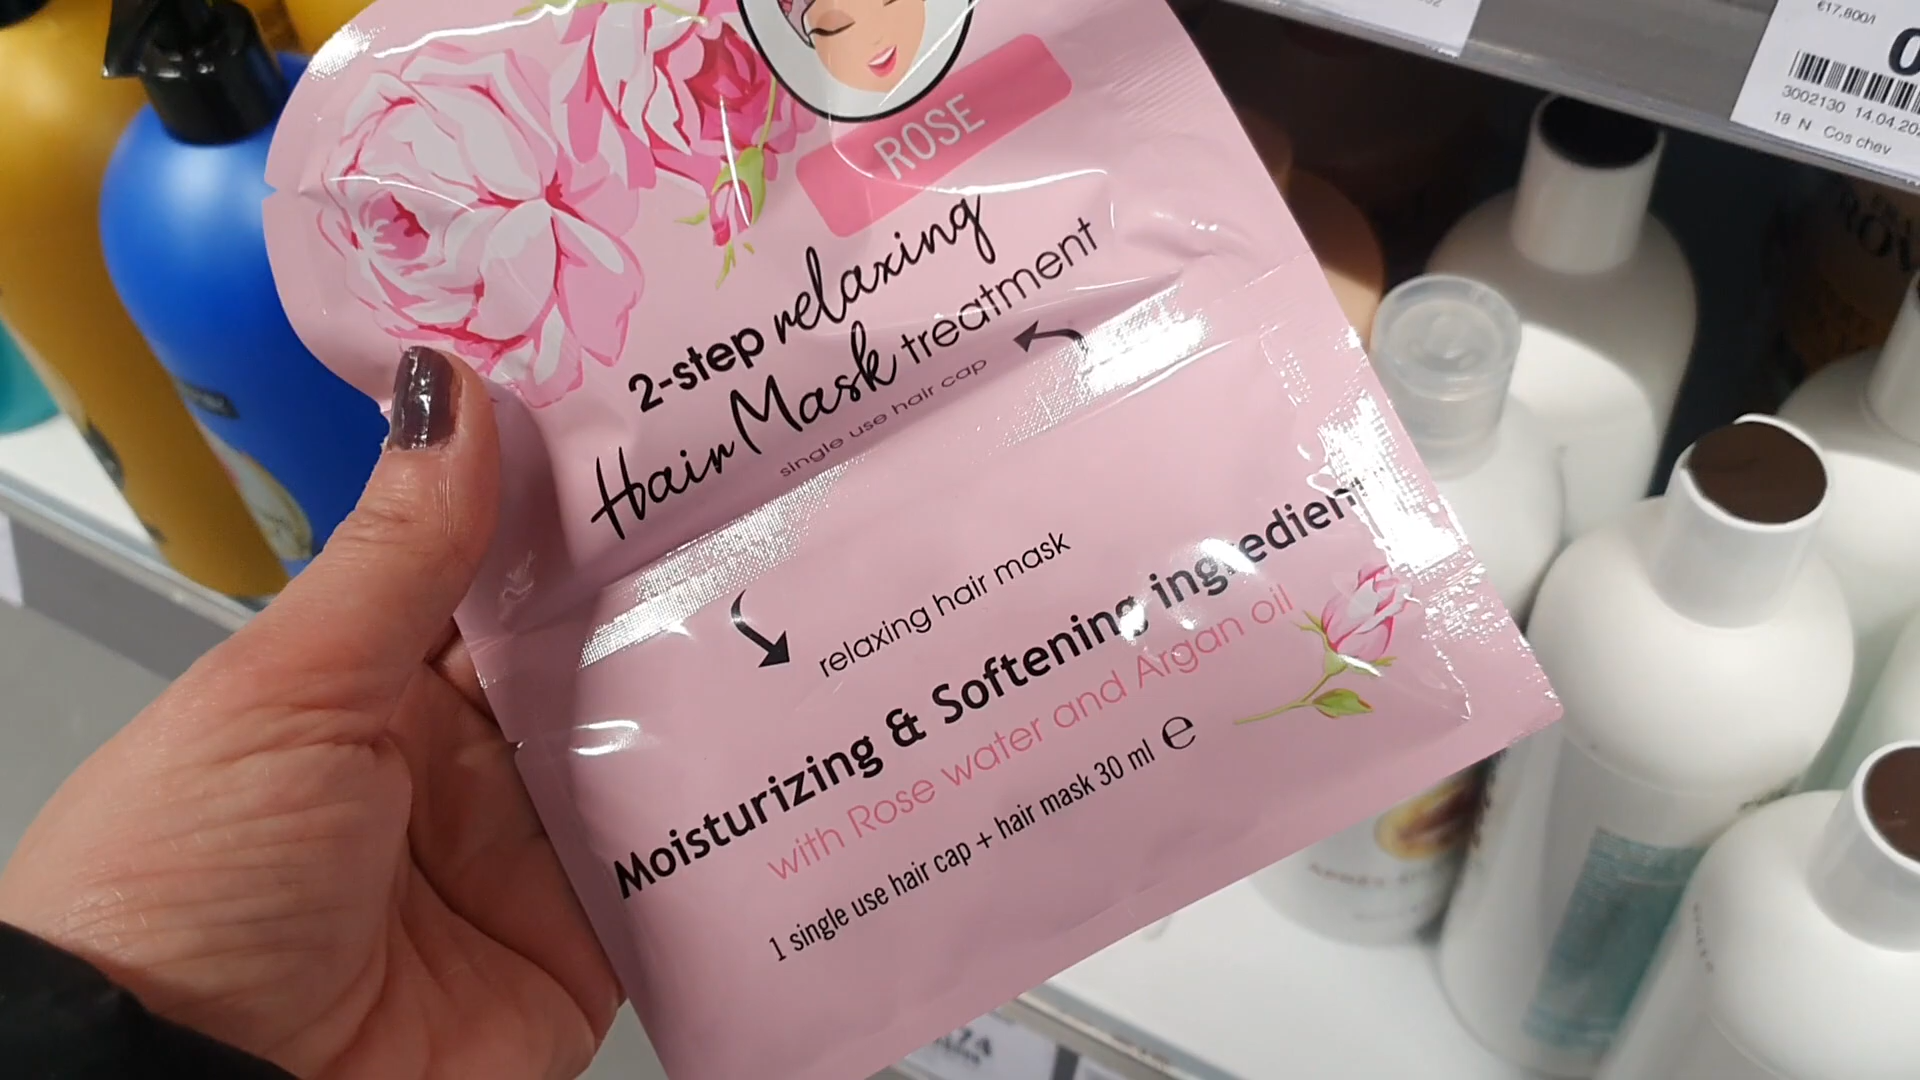 ROSE
2-step relaxing
Hair Mask treatment
single use hair cap
relaxing hair mask
Moisturizing & Softening ingredient
with Rose water and Argan oil
1 single use hair cap + hair mask 30 ml ℮
€17,800/l
0
3002130 14.04.20
18 N Cos chev